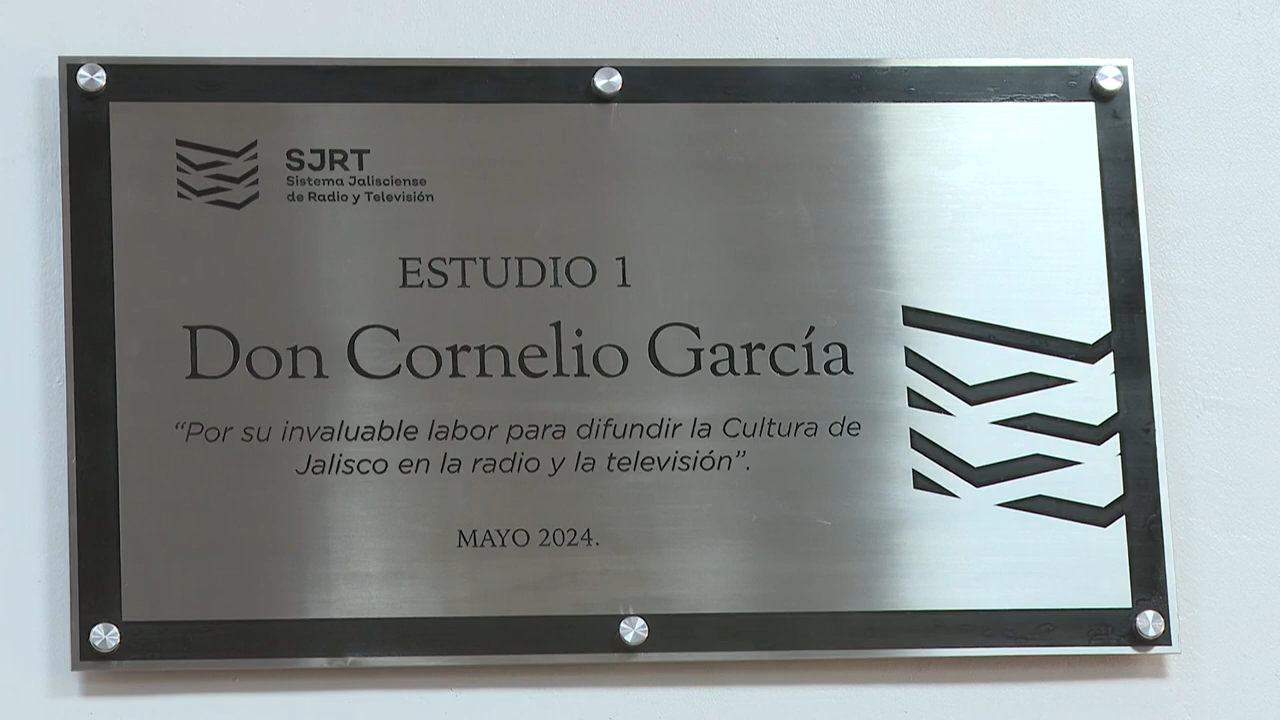 SJRT
Sistema Jalisciense
de Radio y Televisión
ESTUDIO 1
Don Cornelio García
“Por su invaluable labor para difundir la Cultura de
Jalisco en la radio y la televisión”.
MAYO 2024.